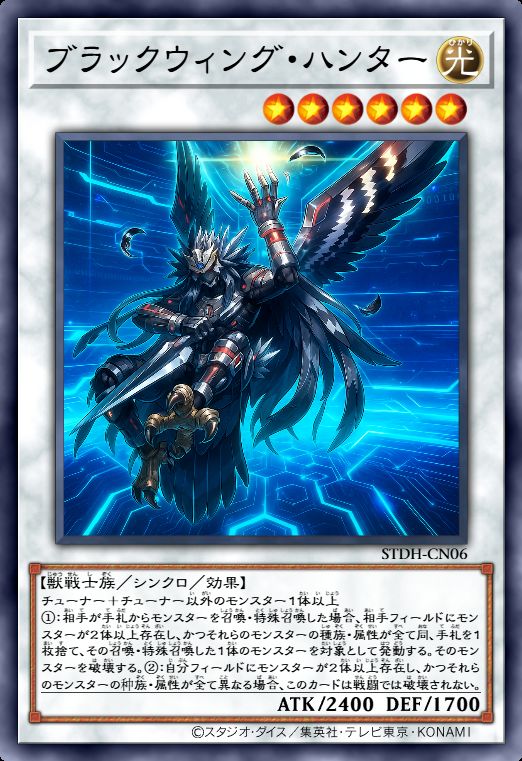 ブラックウィング・ハンター
光
STDH-CN06
【獣戦士族／シンクロ／効果】
チューナー＋チューナー以外のモンスター1体以上
①：相手が手札からモンスターを召喚・特殊召喚した場合、相手フィールドにモン
スターが2体以上存在し、かつそれらのモンスターの種族・属性が全て同、手札を1
枚捨て、その召喚・特殊召喚した1体のモンスターを対象として発動する。そのモン
スターを破壊する。②：自分フィールドにモンスターが2体以上存在し、かつそれら
のモンスターの种族・属性が全て異なる場合、このカードは戦闘では破壊されない。
ATK/2400 DEF/1700
©スタジオ・ダイス／集英社・テレビ東京・KONAMI